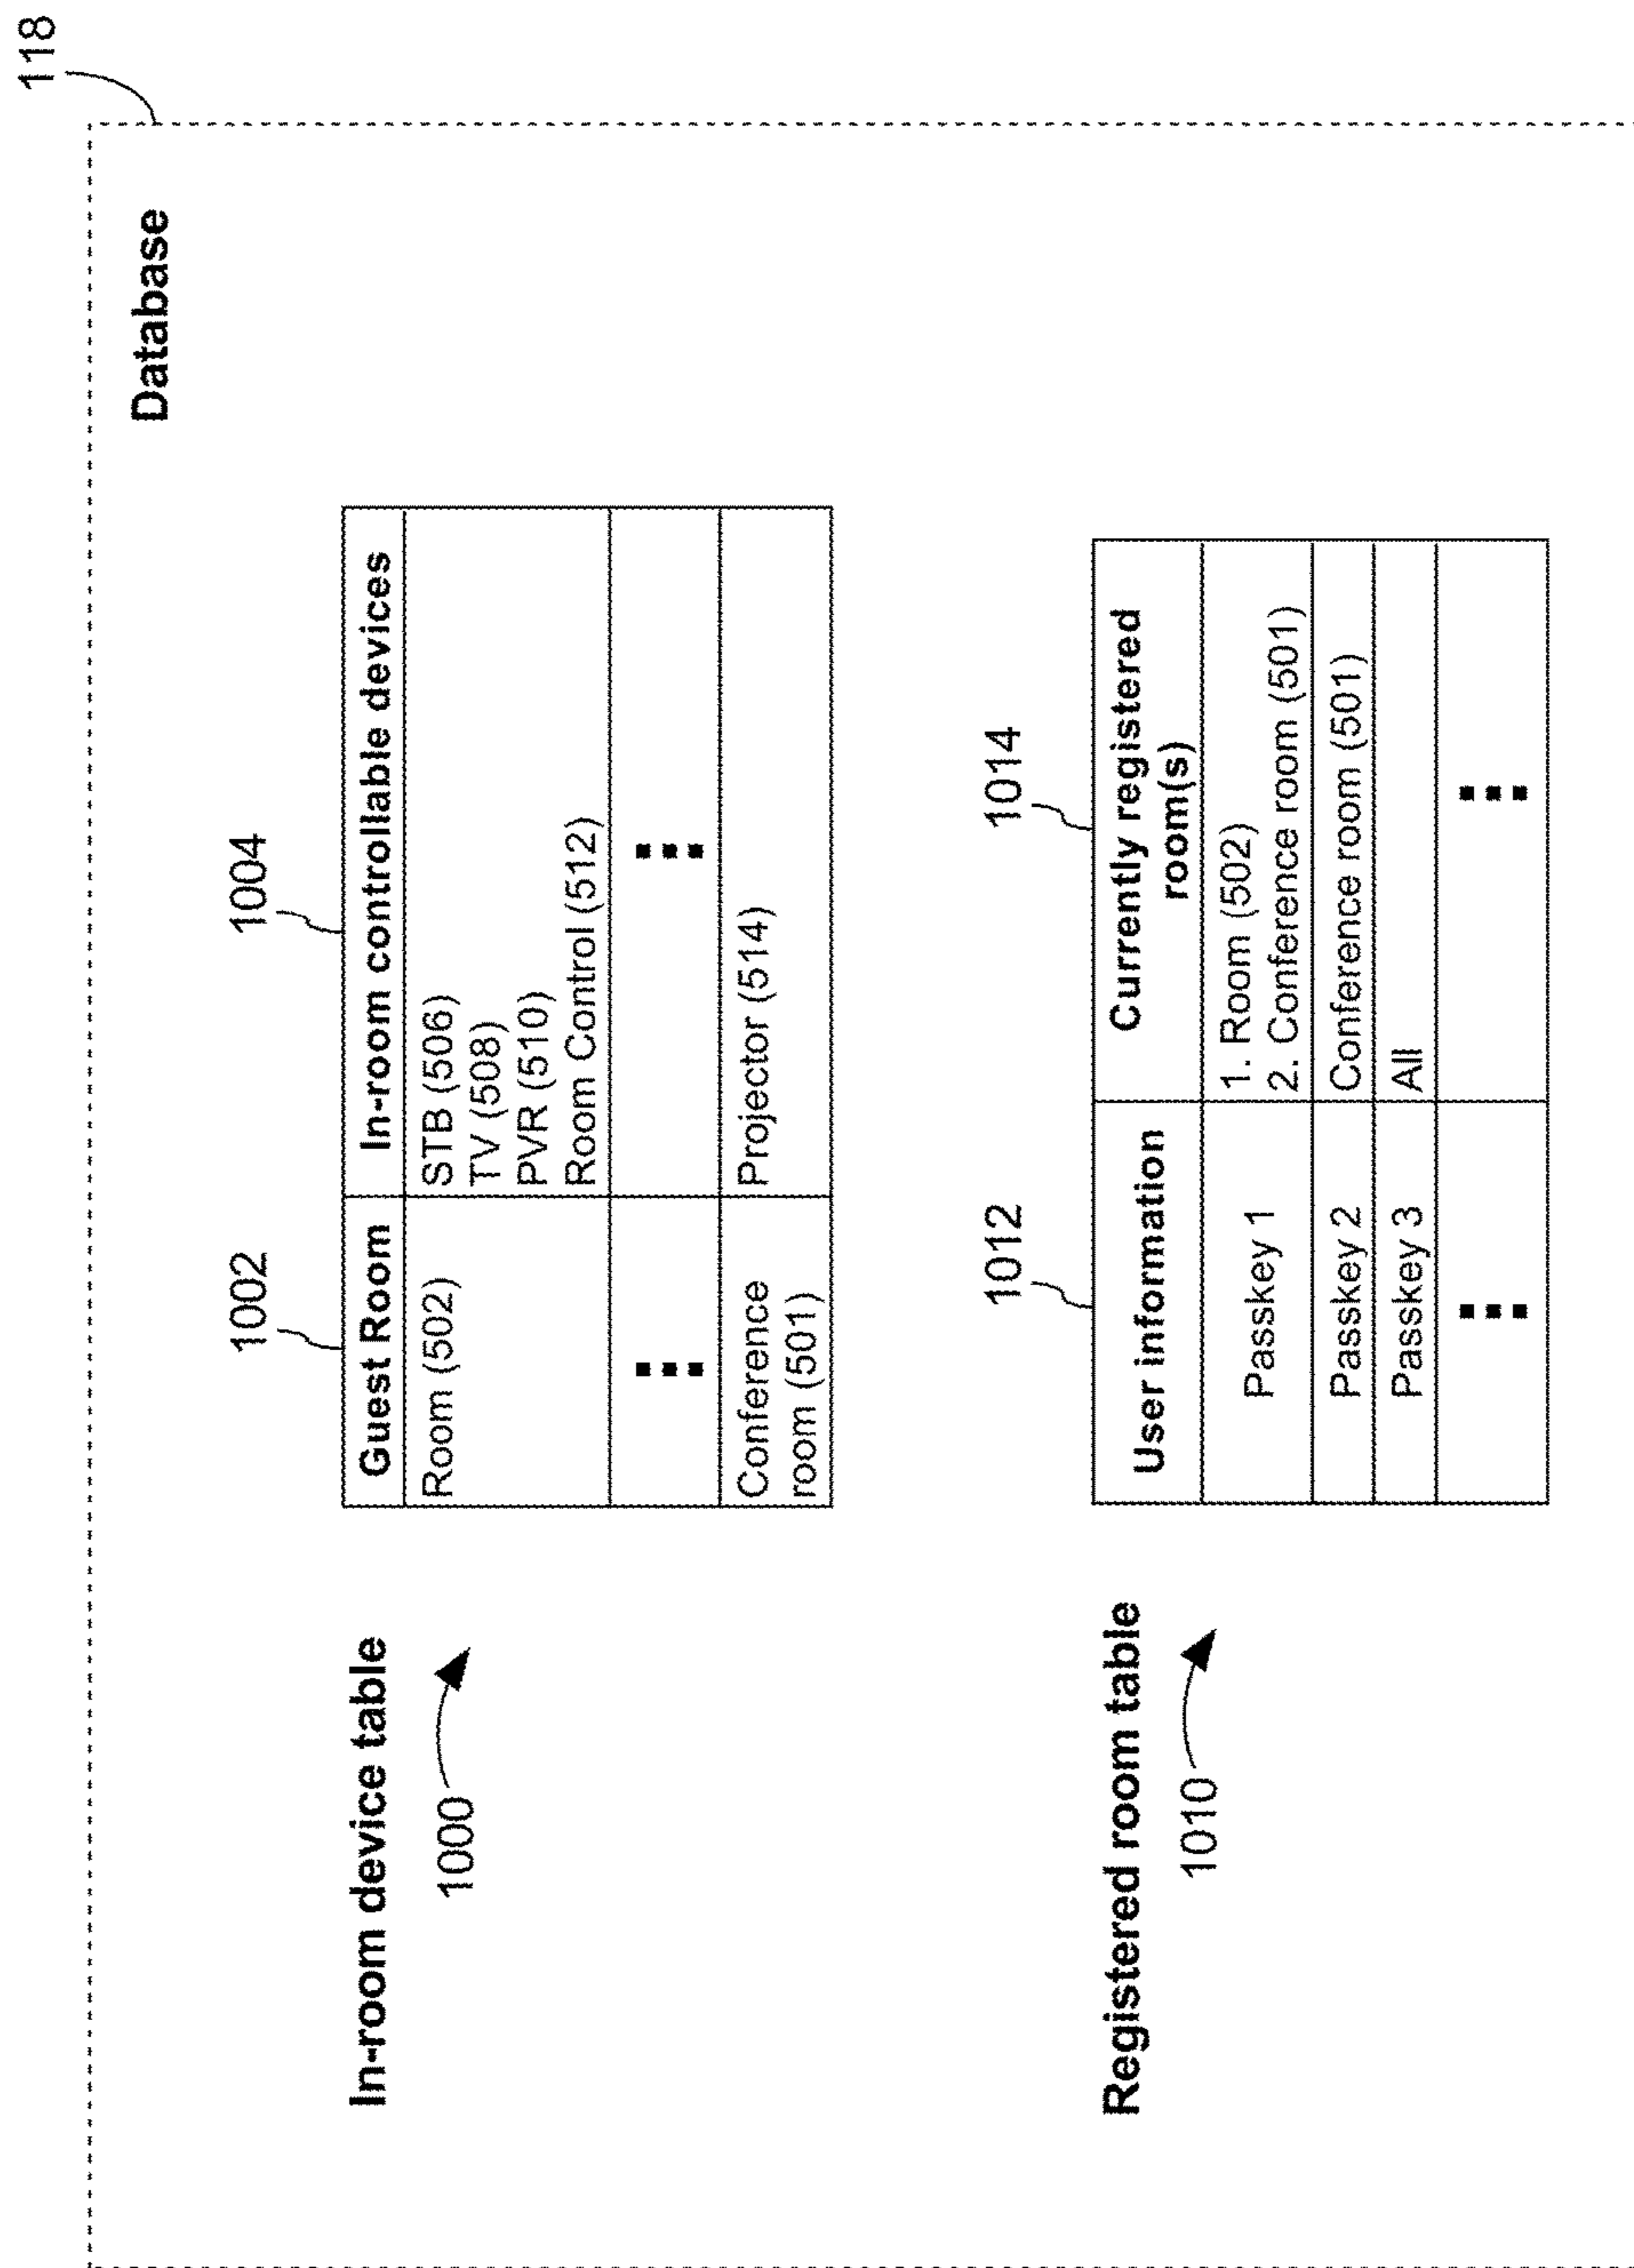 118
Database
In-room device table
1000
1002
1004
Guest Room
In-room controllable devices
Room (502)
STB (506)
TV (508)
PVR (510)
Room Control (512)
Conference
room (501)
Projector (514)
Registered room table
1010
1012
1014
User information
Currently registered
room(s)
Passkey 1
1. Room (502)
2. Conference room (501)
Passkey 2
Conference room (501)
Passkey 3
All